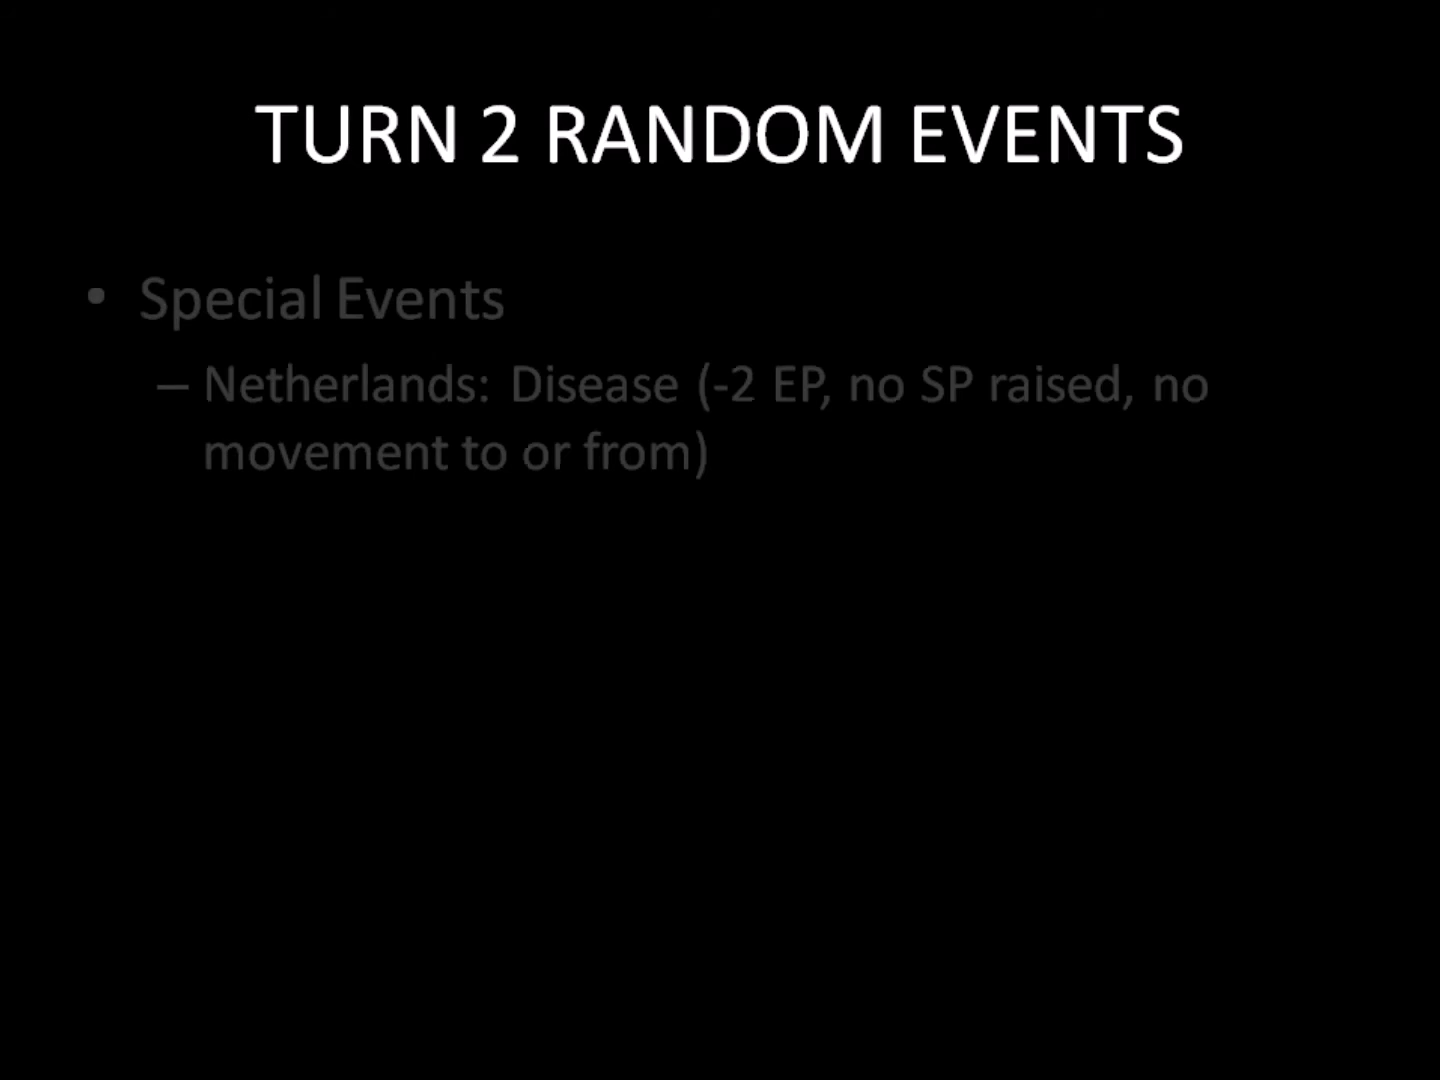 TURN 2 RANDOM EVENTS
• Special Events
– Netherlands: Disease (-2 EP, no SP raised, no
movement to or from)